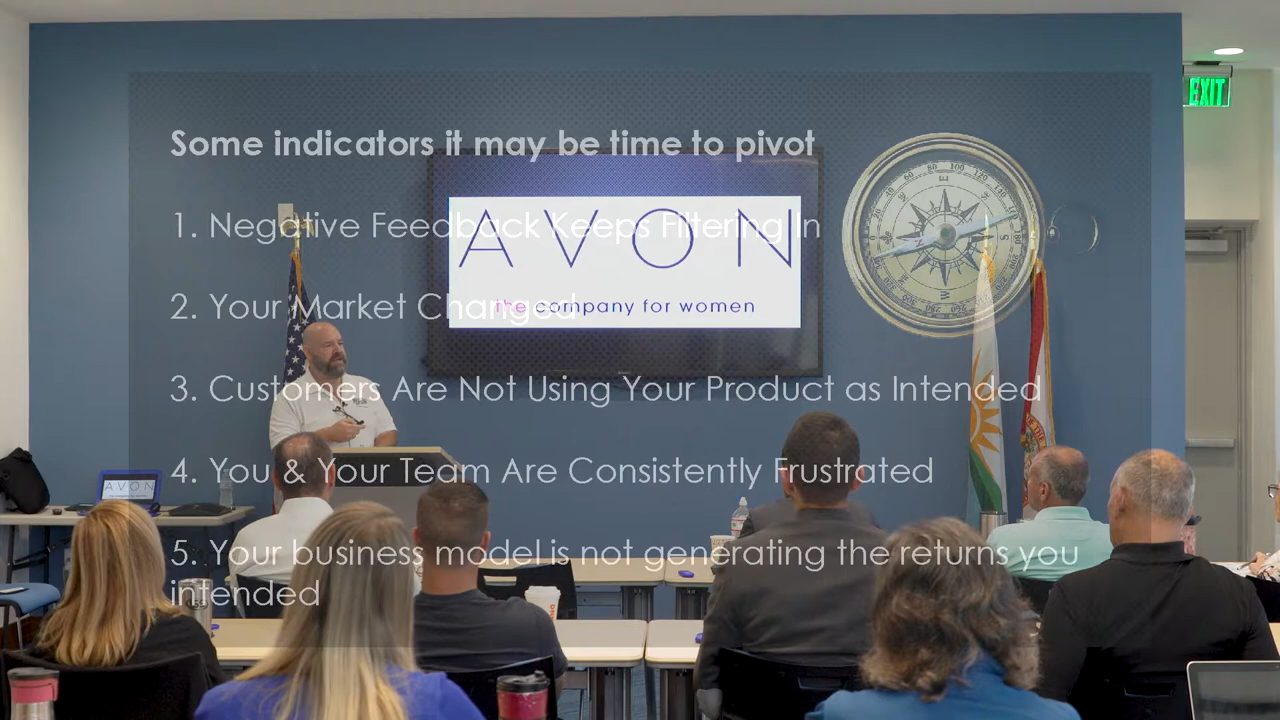 EXIT
Some indicators it may be time to pivot
1. Negative Feedback Keeps Filtering In
AVON
2. Your Market Changed
the company for women
3. Customers Are Not Using Your Product as Intended
4. You & Your Team Are Consistently Frustrated
AVON
5. Your business model is not generating the returns you
intended